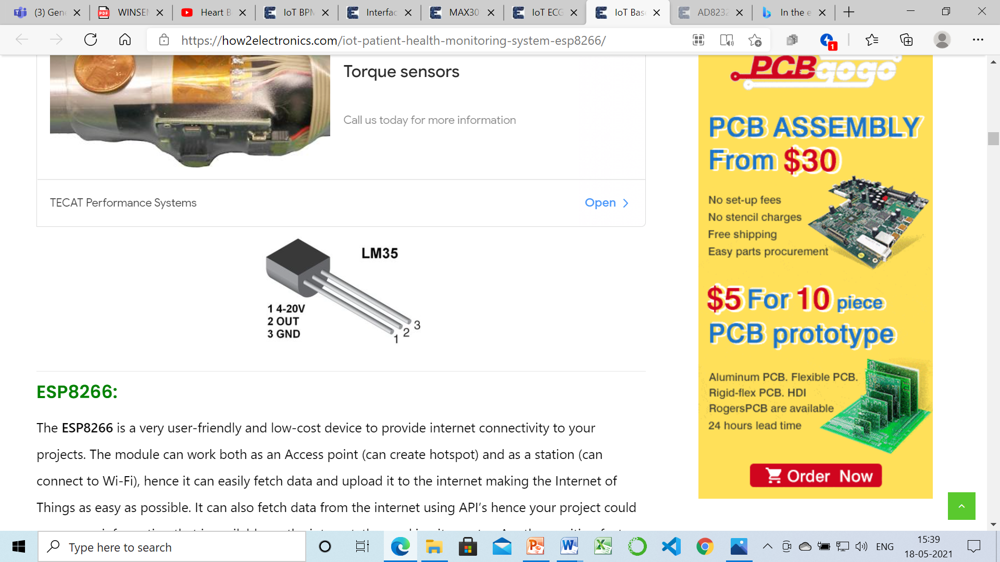 (3) Gen
WINSEM
Heart B
IoT BPM
Interfac
MAX30
IoT ECG
IoT Bas
AD8232
In the e
https://how2electronics.com/iot-patient-health-monitoring-system-esp8266/
1
Torque sensors
Call us today for more information
TECAT Performance Systems
Open
LM35
1 4-20V
2 OUT
3 GND
1
2
3
ESP8266:
The ESP8266 is a very user-friendly and low-cost device to provide internet connectivity to your
projects. The module can work both as an Access point (can create hotspot) and as a station (can
connect to Wi-Fi), hence it can easily fetch data and upload it to the internet making the Internet of
Things as easy as possible. It can also fetch data from the internet using API's hence your project could
PCBgogo
PCB ASSEMBLY
From $30
No set-up fees
No stencil charges
Free shipping
Easy parts procurement
$5 For 10 piece
PCB prototype
Aluminum PCB. Flexible PCB.
Rigid-flex PCB. HDI
RogersPCB are available
24 hours lead time
Order Now
Type here to search
ENG
15:39
18-05-2021